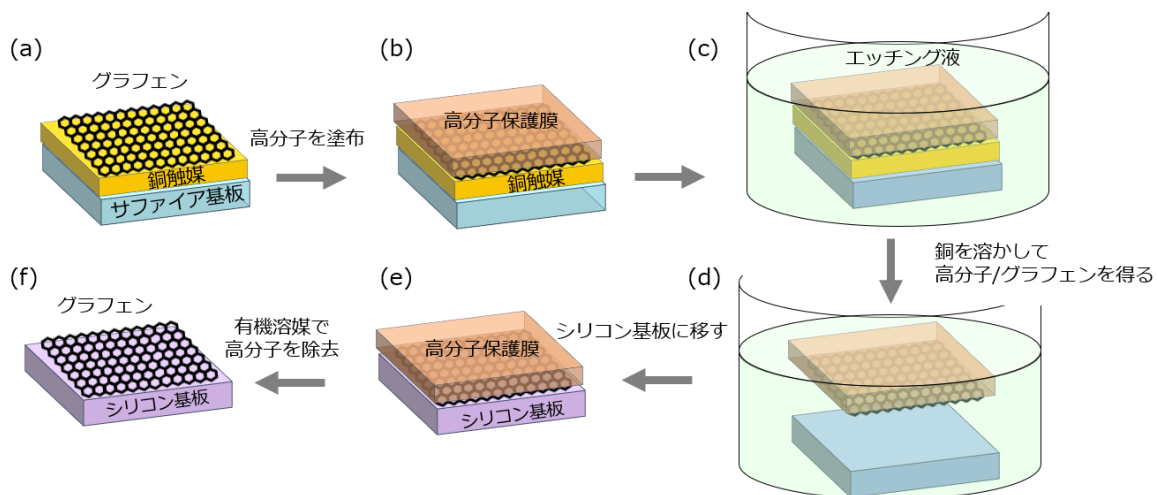 (a)
グラフェン
銅触媒
サファイア基板
高分子を塗布
(b)
高分子保護膜
銅触媒
(c)
エッチング液
銅を溶かして
高分子/グラフェンを得る
(d)
シリコン基板に移す
(e)
高分子保護膜
シリコン基板
有機溶媒で
高分子を除去
(f)
グラフェン
シリコン基板